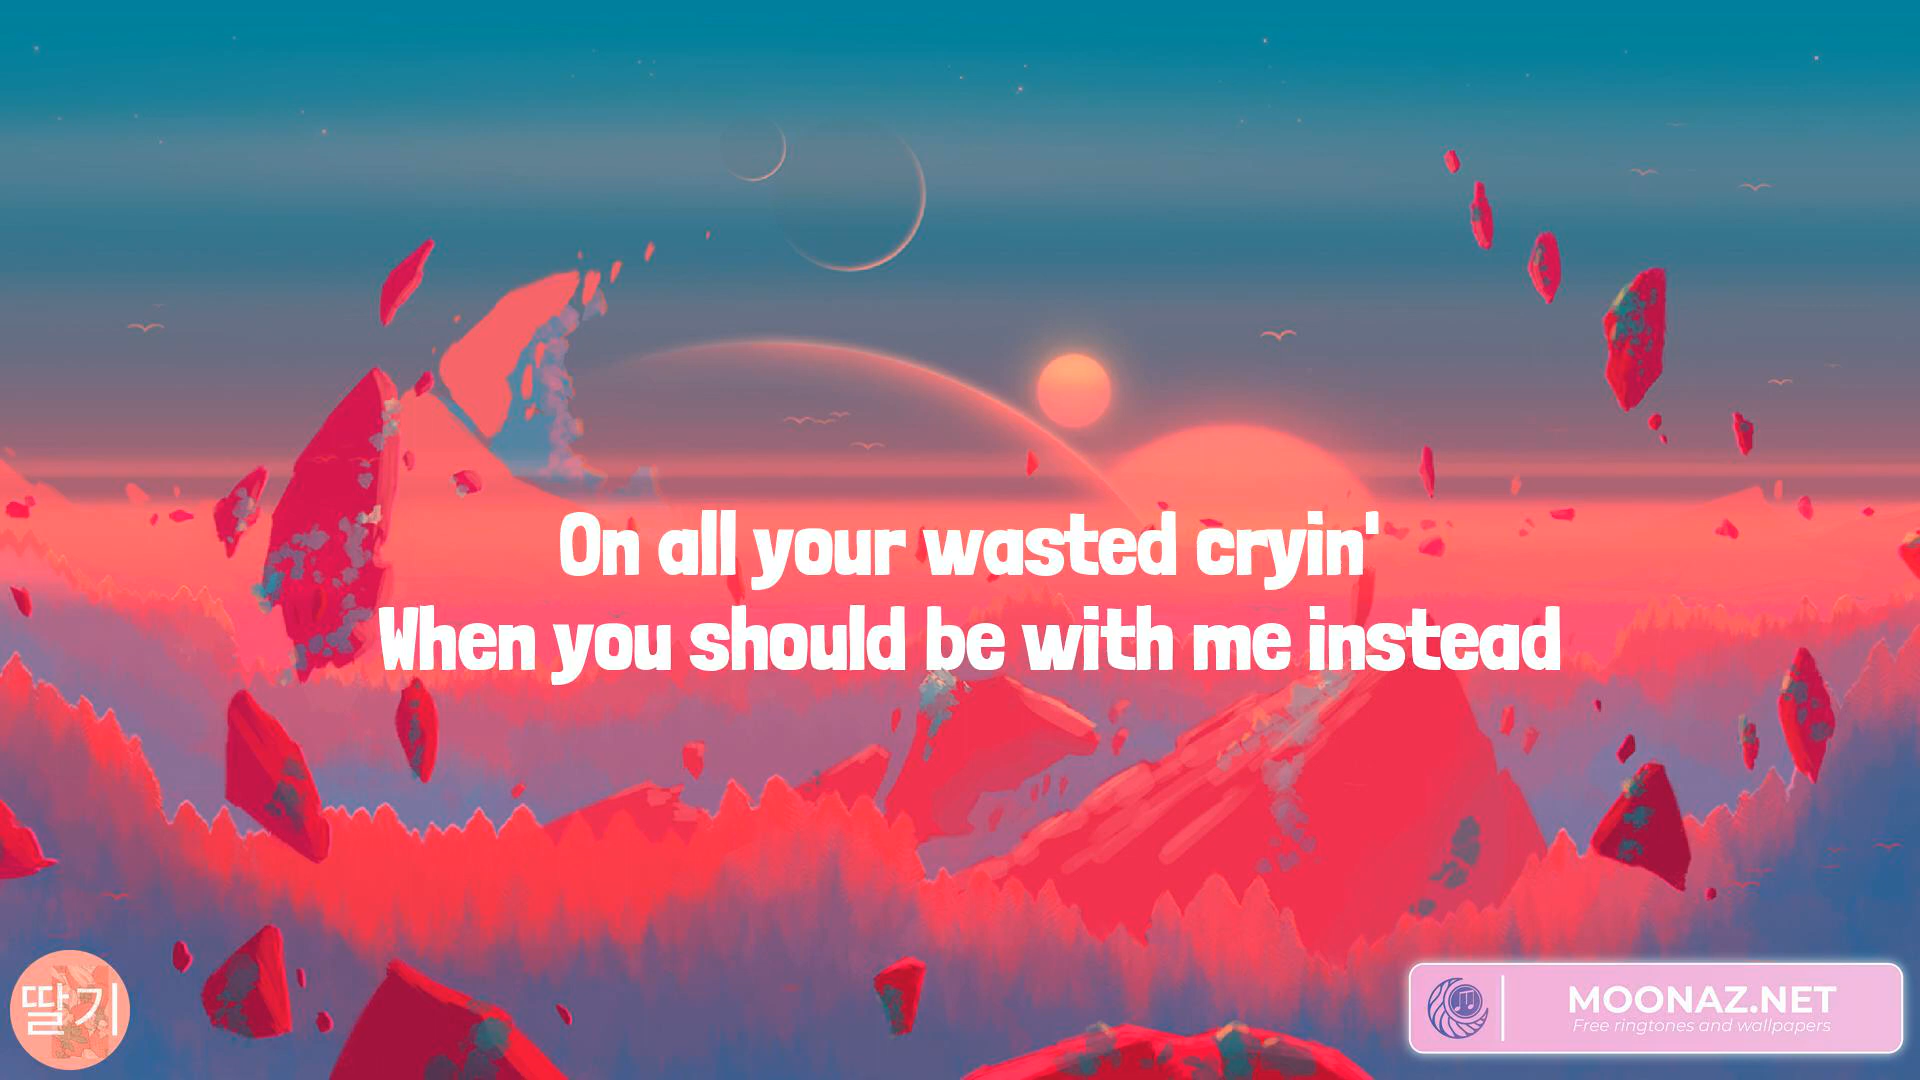 On all your wasted cryin'
When you should be with me instead
딸기
MOONAZ.NET
Free ringtones and wallpapers